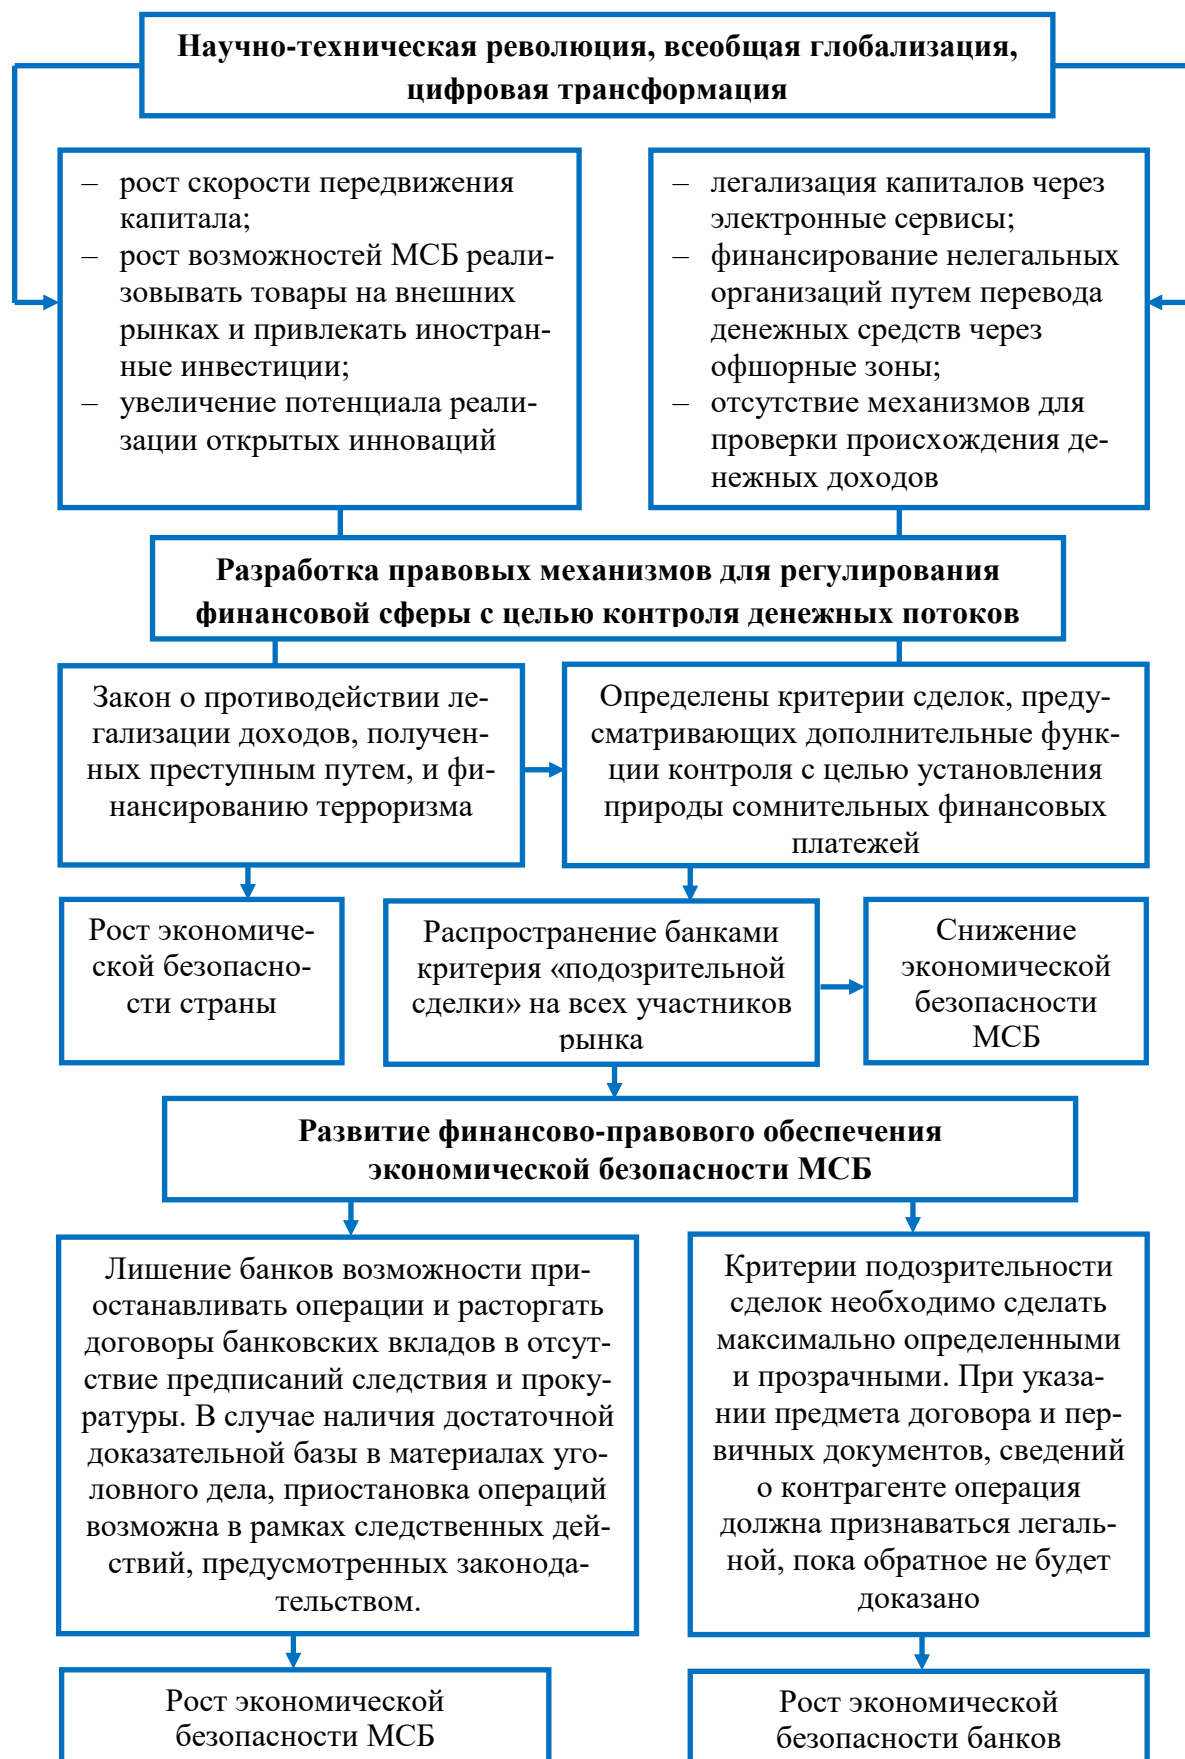 Научно-техническая революция, всеобщая глобализация,
цифровая трансформация
– рост скорости передвижения
капитала;
– рост возможностей МСБ реали-
зовывать товары на внешних
рынках и привлекать иностран-
ные инвестиции;
– увеличение потенциала реали-
зации открытых инноваций
– легализация капиталов через
электронные сервисы;
– финансирование нелегальных
организаций путем перевода
денежных средств через
офшорные зоны;
– отсутствие механизмов для
проверки происхождения де-
нежных доходов
Разработка правовых механизмов для регулирования
финансовой сферы с целью контроля денежных потоков
Закон о противодействии ле-
гализации доходов, получен-
ных преступным путем, и фи-
нансированию терроризма
Определены критерии сделок, преду-
сматривающих дополнительные функ-
ции контроля с целью установления
природы сомнительных финансовых
платежей
Рост экономиче-
ской безопасно-
сти страны
Распространение банками
критерия «подозрительной
сделки» на всех участников
рынка
Снижение
экономической
безопасности
МСБ
Развитие финансово-правового обеспечения
экономической безопасности МСБ
Лишение банков возможности при-
останавливать операции и расторгать
договоры банковских вкладов в отсут-
ствие предписаний следствия и проку-
ратуры. В случае наличия достаточной
доказательной базы в материалах уго-
ловного дела, приостановка операций
возможна в рамках следственных дей-
ствий, предусмотренных законода-
тельством.
Критерии подозрительности
сделок необходимо сделать
максимально определенными
и прозрачными. При указа-
нии предмета договора и пер-
вичных документов, сведений
о контрагенте операция
должна признаваться легаль-
ной, пока обратное не будет
доказано
Рост экономической
безопасности МСБ
Рост экономической
безопасности банков